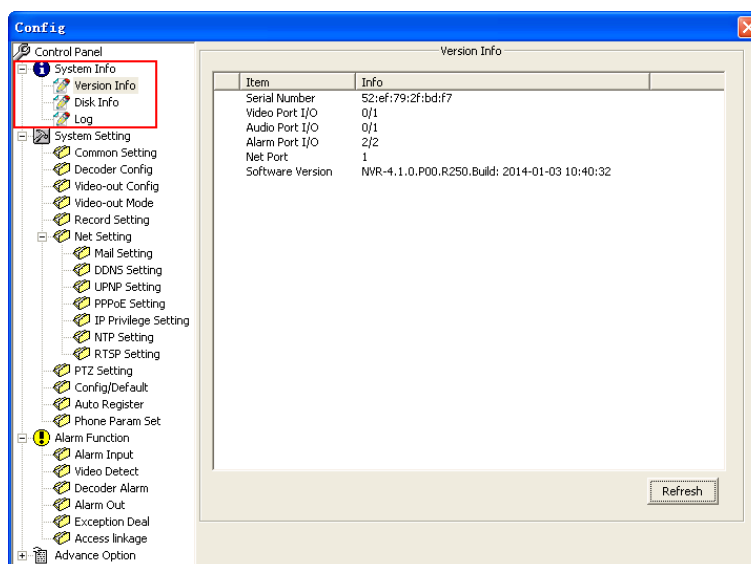 Config
Control Panel
System Info
Version Info
Disk Info
Log
System Setting
Common Setting
Decoder Config
Video-out Config
Video-out Mode
Record Setting
Net Setting
Mail Setting
DDNS Setting
UPNP Setting
PPPoE Setting
IP Privilege Setting
NTP Setting
RTSP Setting
PTZ Setting
Config/Default
Auto Register
Phone Param Set
Alarm Function
Alarm Input
Video Detect
Decoder Alarm
Alarm Out
Exception Deal
Access linkage
Advance Option
Version Info
Item Info
Serial Number 52:ef:79:2f:bd:f7
Video Port I/O 0/1
Audio Port I/O 0/1
Alarm Port I/O 2/2
Net Port 1
Software Version NVR-4.1.0.P00.R250.Build: 2014-01-03 10:40:32
Refresh